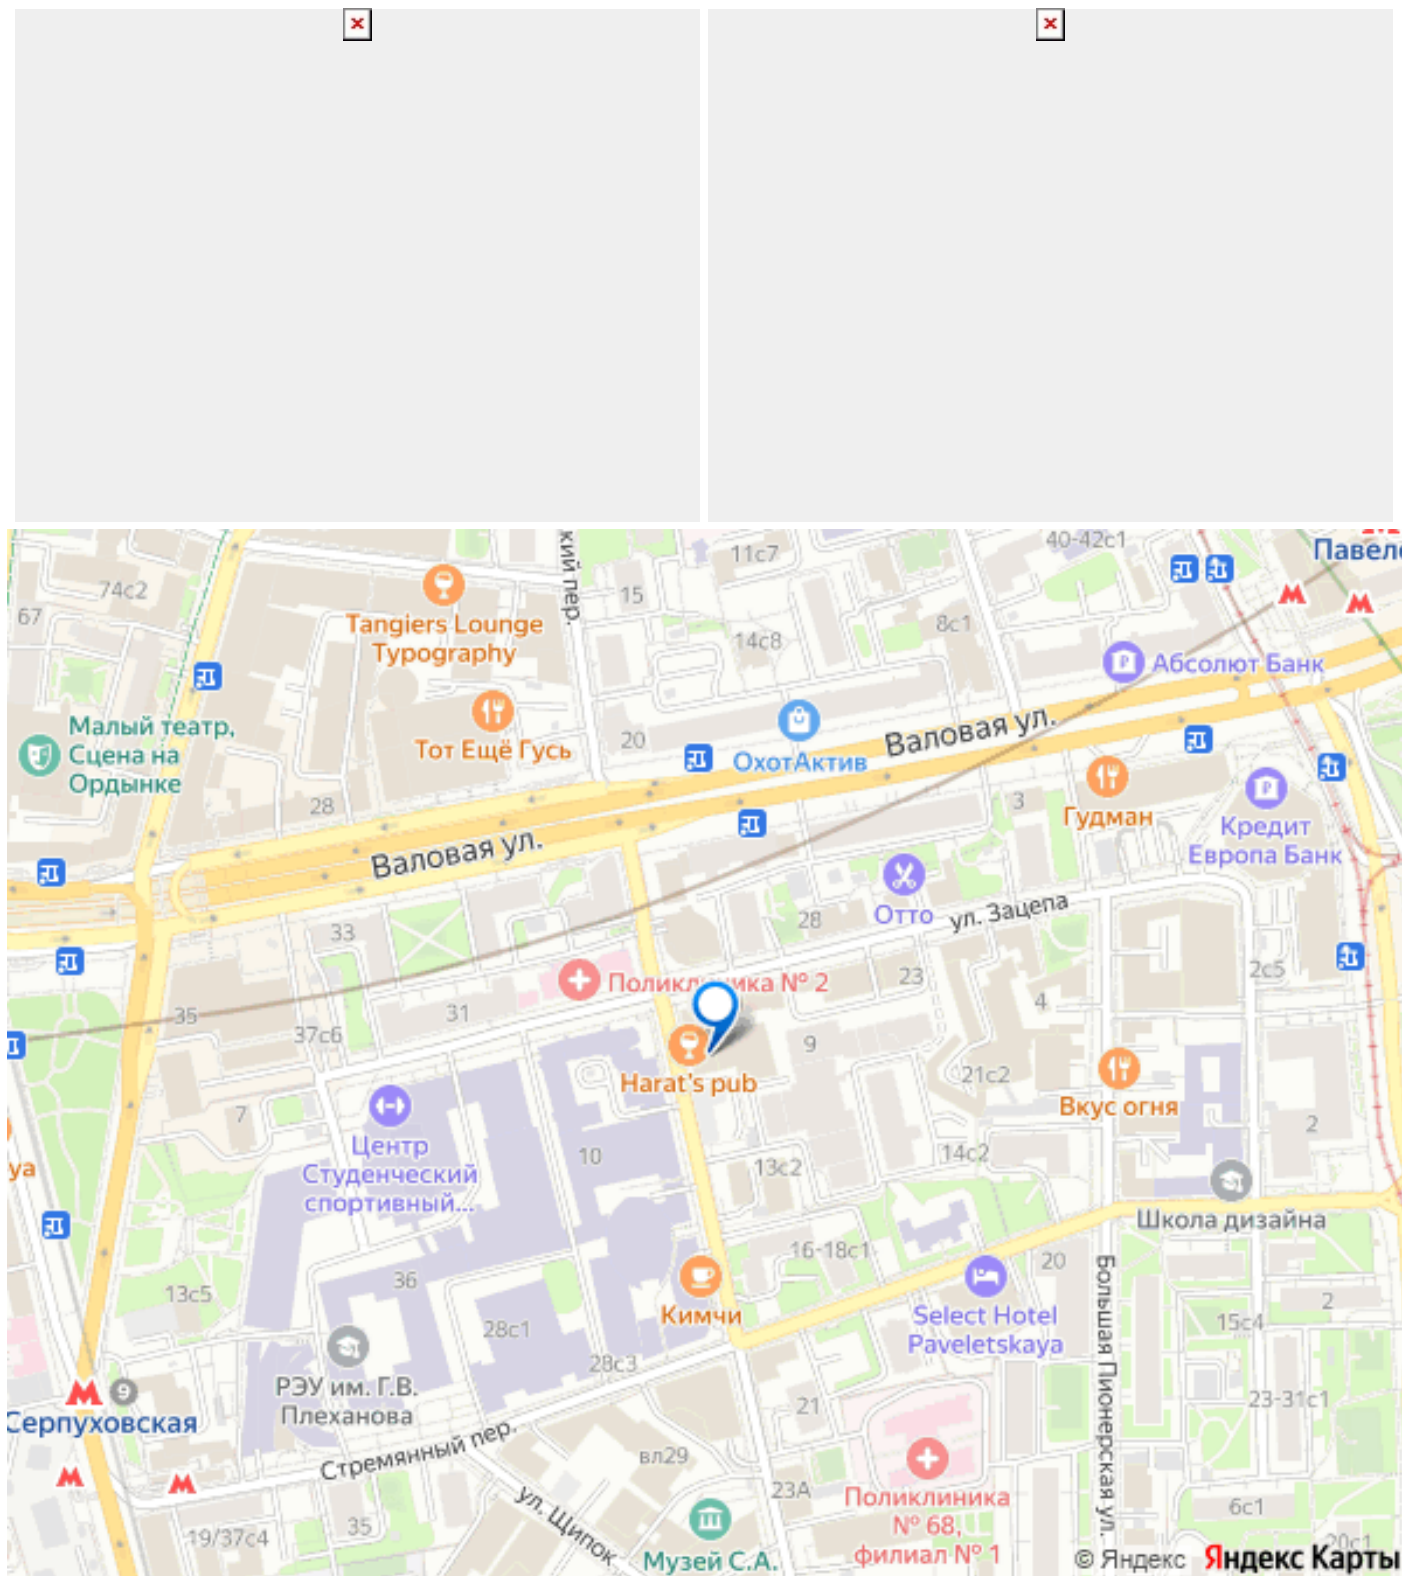 кий пер.
11с7
40-42с1
Павел
74с2
67
15
Tangiers Lounge
Typography
14с8
8с1
Абсолют Банк
Малый театр,
Сцена на
Ордынке
Тот Ещё Гусь
20
ОхотАктив
Валовая ул.
28
3
Гудман
Кредит
Европа Банк
Валовая ул.
Отто
ул. Зацепа
28
33
Поликлиника № 2
23
2с5
4
35
37с6
31
9
Harat's pub
21с2
Вкус огня
7
Центр
Студенческий
спортивный...
10
13с2
14с2
2
уа
Школа дизайна
16-18с1
20
Большая Пионерская ул.
13с5
36
Кимчи
Select Hotel
Paveletskaya
2
15с4
28с1
28с3
РЭУ им. Г.В.
Плеханова
9
Серпуховская
21
23-31с1
Стремянный пер.
вл29
23А
Поликлиника
№ 68,
филиал № 1
6с1
ул. Щипок
19/37с4
35
Музей С.А.
20с1
© Яндекс Яндекс Карты